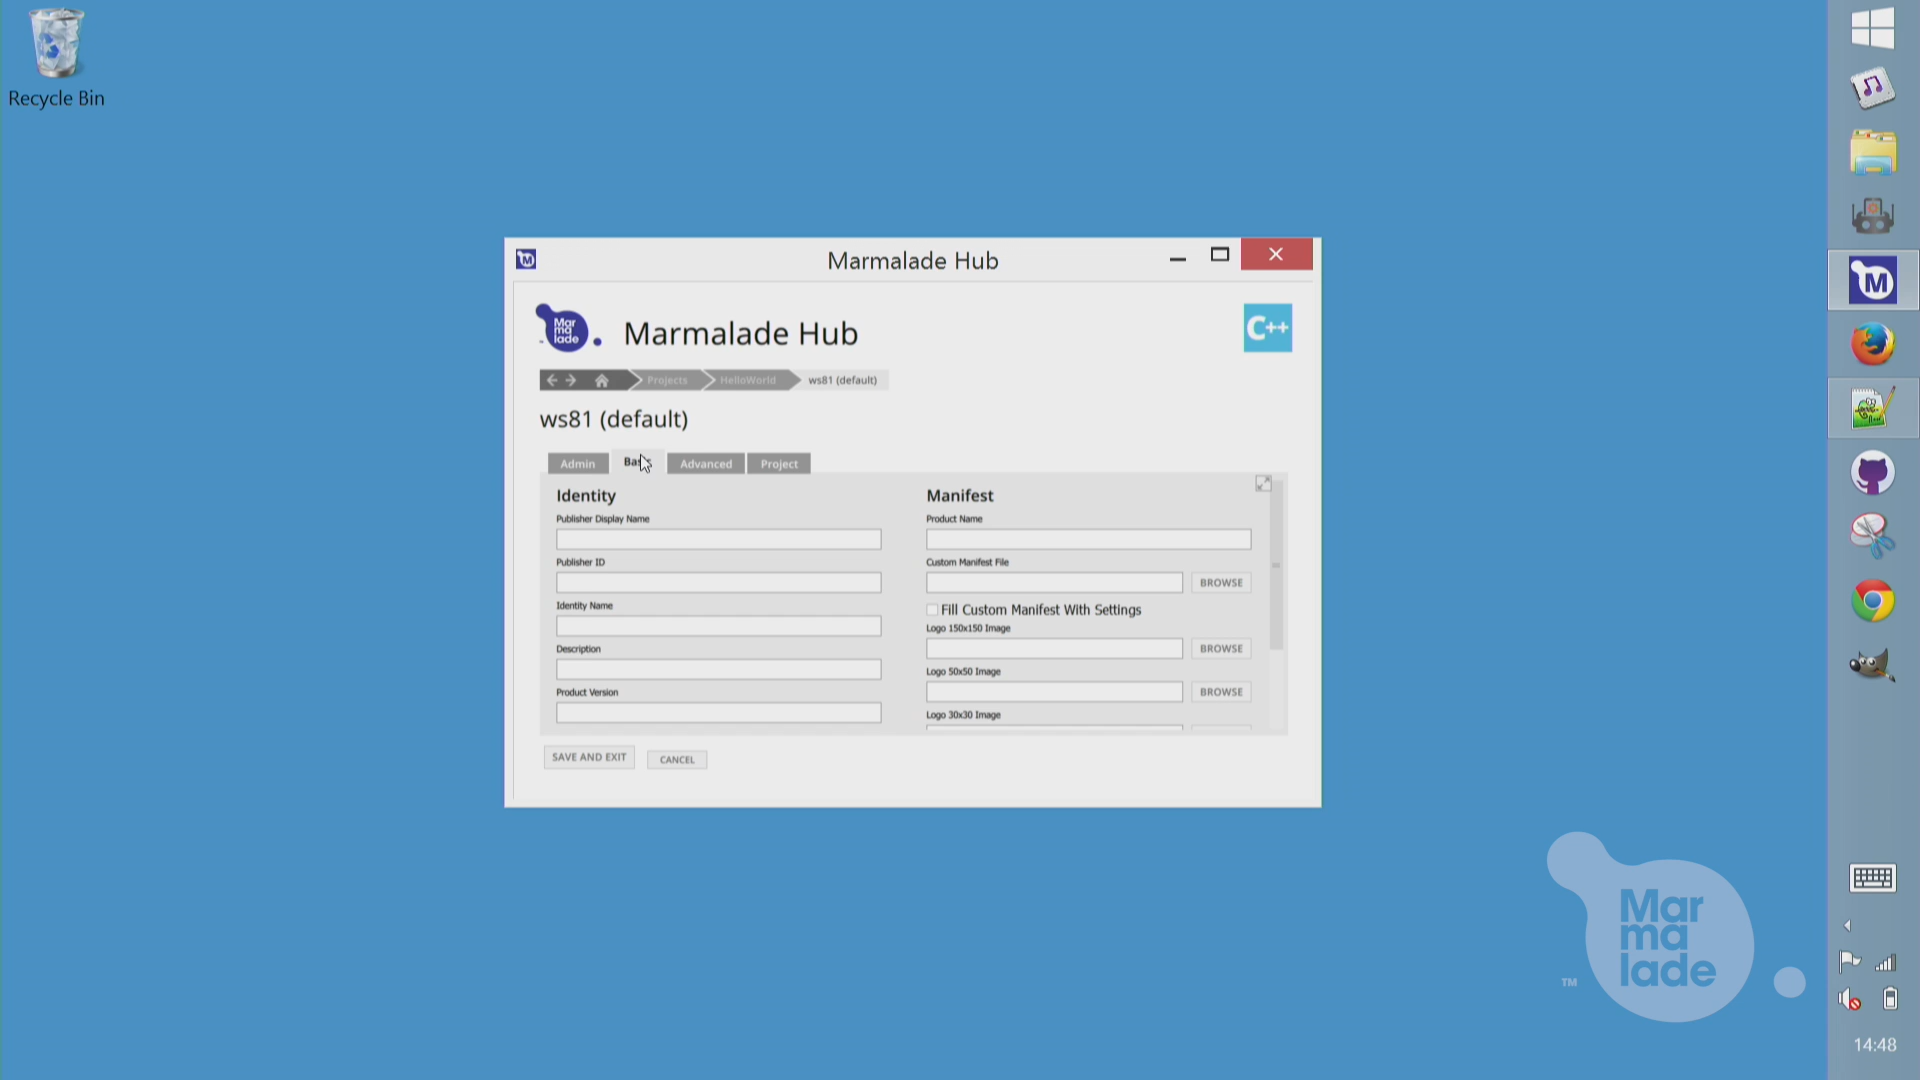 Recycle Bin
Marmalade Hub
Mar
ma
lade
Marmalade Hub
C++
Projects
HelloWorld
ws81 (default)
ws81 (default)
Admin
Advanced
Project
Identity
Manifest
Publisher Display Name
Product Name
Publisher ID
Custom Manifest File
BROWSE
Identity Name
Fill Custom Manifest With Settings
Logo 150x150 Image
BROWSE
Description
Logo 50x50 Image
BROWSE
Product Version
Logo 30x30 Image
SAVE AND EXIT
CANCEL
M
Mar
ma
lade
TM
14:48